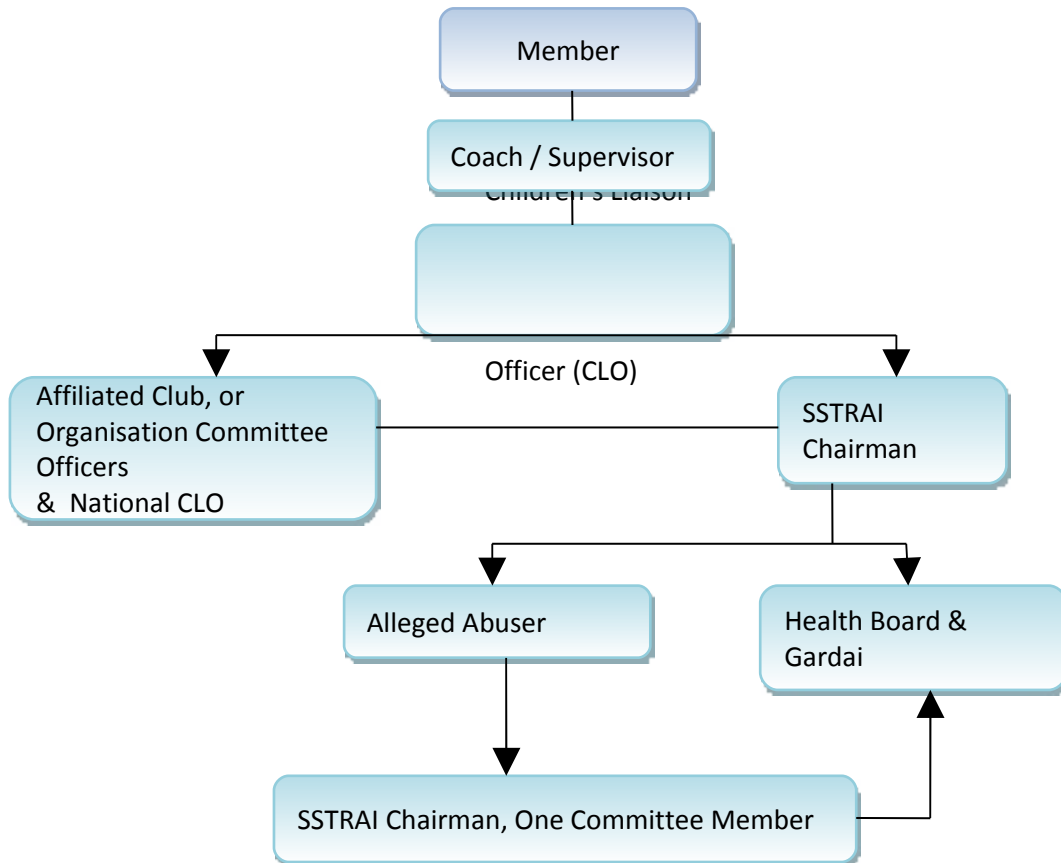 Member
Coach / Supervisor
Children's Liaison
Officer (CLO)
Affiliated Club, or
Organisation Committee
Officers
& National CLO
SSTRAI
Chairman
Alleged Abuser
Health Board &
Gardai
SSTRAI Chairman, One Committee Member